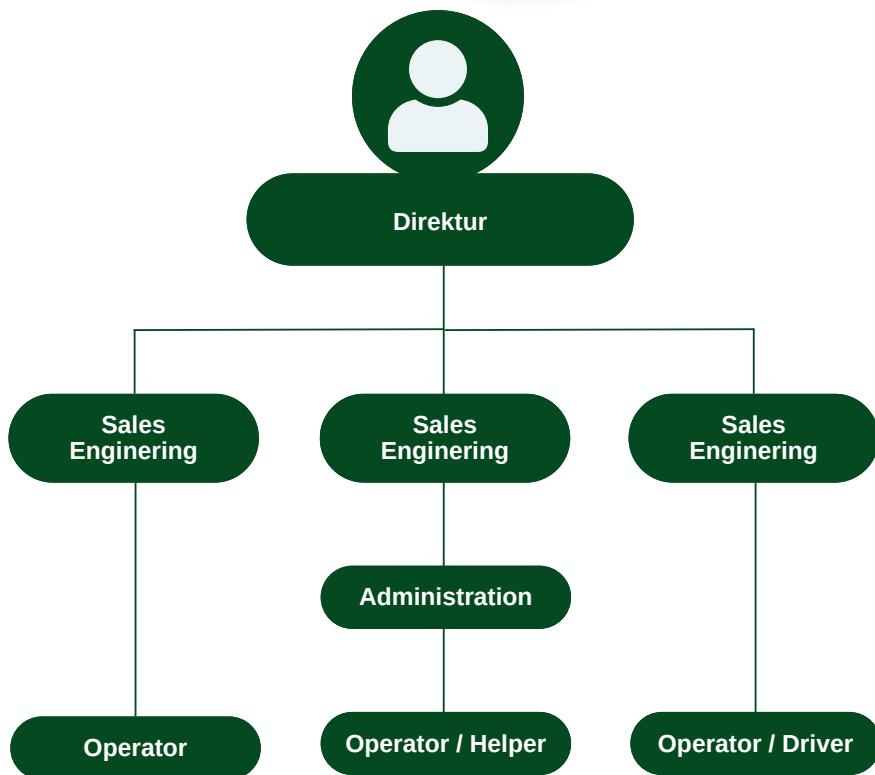 Direktur
Sales
Enginering
Sales
Enginering
Sales
Enginering
Administration
Operator
Operator / Helper
Operator / Driver